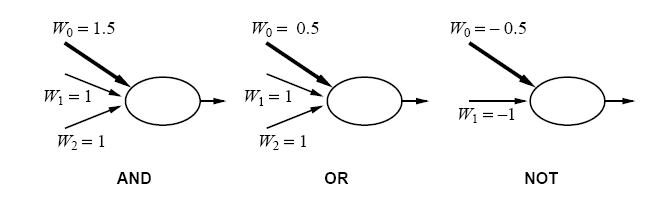 W₀ = 1.5
W₁ = 1
W₂ = 1
AND
W₀ = 0.5
W₁ = 1
W₂ = 1
OR
W₀ = – 0.5
W₁ = –1
NOT